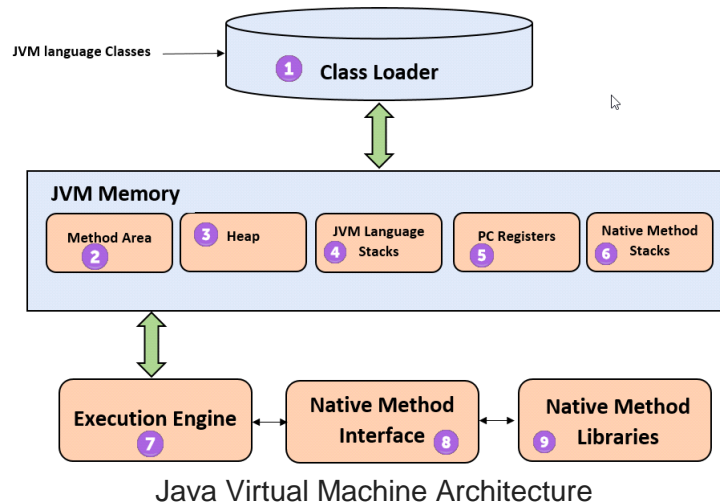 JVM language Classes
1 Class Loader
JVM Memory
Method Area
2
3 Heap
JVM Language
4 Stacks
PC Registers
5
Native Method
6 Stacks
Execution Engine
7
Native Method
Interface 8
Native Method
9 Libraries
Java Virtual Machine Architecture